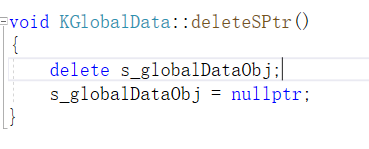 void KGlobalData::deleteSPtr()
{
    delete s_globalDataObj;
    s_globalDataObj = nullptr;
}